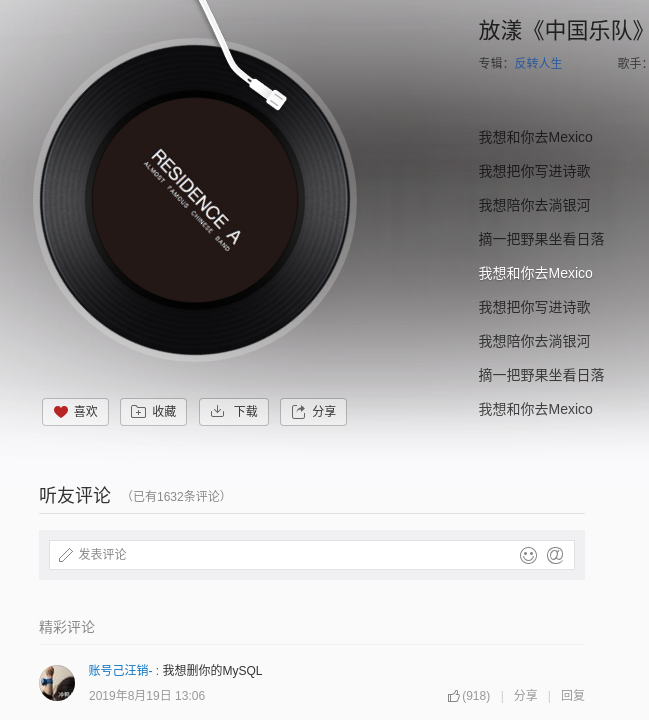 放漾《中国乐队》
专辑：反转人生 歌手：
RESIDENCE A
ALMOST FAMOUS CHINESE BAND
我想和你去Mexico
我想把你写进诗歌
我想陪你去淌银河
摘一把野果坐看日落
我想和你去Mexico
我想把你写进诗歌
我想陪你去淌银河
摘一把野果坐看日落
我想和你去Mexico
喜欢 收藏 下载 分享
听友评论 （已有1632条评论）
发表评论
精彩评论
账号己汪销- : 我想删你的MySQL
2019年8月19日 13:06 (918) | 分享 | 回复